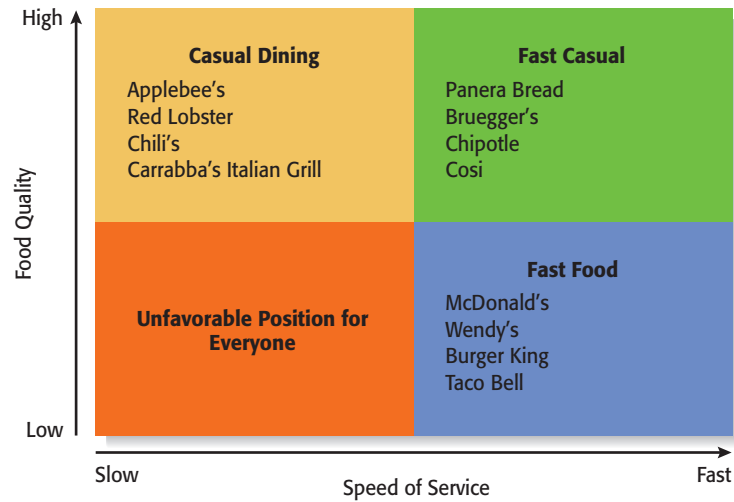 High
Casual Dining
Applebee’s
Red Lobster
Chili’s
Carrabba’s Italian Grill
Fast Casual
Panera Bread
Bruegger’s
Chipotle
Cosi
Food Quality
Unfavorable Position for
Everyone
Fast Food
McDonald’s
Wendy’s
Burger King
Taco Bell
Low
Slow
Speed of Service
Fast